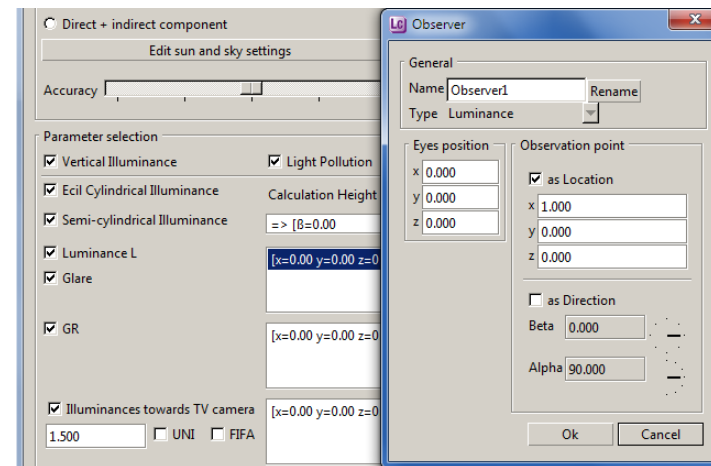 Direct + indirect component
Edit sun and sky settings
Accuracy
Parameter selection
Vertical Illuminance
Light Pollution
Ecil Cylindrical Illuminance
Calculation Height
Semi-cylindrical Illuminance
=> [ß=0.00
Luminance L
[x=0.00 y=0.00 z=0
Glare
GR
[x=0.00 y=0.00 z=0
Illuminances towards TV camera
[x=0.00 y=0.00 z=0
1.500
UNI
FIFA
Lc Observer
General
Name Observer1 Rename
Type Luminance
Eyes position
x 0.000
y 0.000
z 0.000
Observation point
as Location
x 1.000
y 0.000
z 0.000
as Direction
Beta 0.000
Alpha 90.000
Ok
Cancel